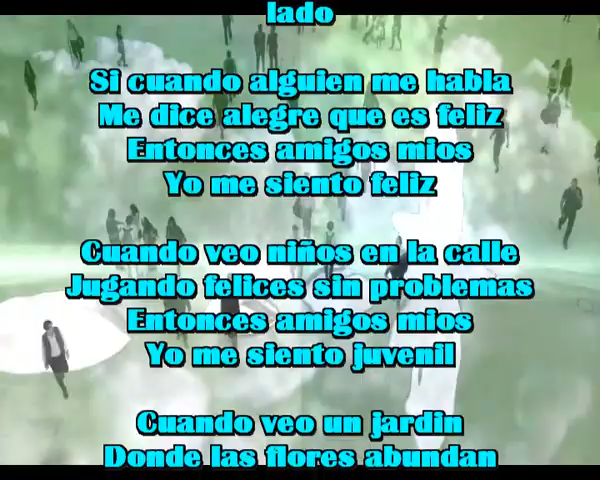 lado
Si cuando alguien me habla
Me dice alegre que es feliz
Entonces amigos mios
Yo me siento feliz
Cuando veo niños en la calle
Jugando felices sin problemas
Entonces amigos mios
Yo me siento juvenil
Cuando veo un jardin
Donde las flores abundan